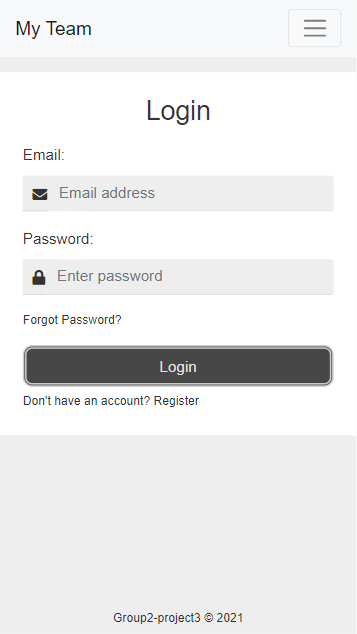 My Team
Login
Email:
Email address
Password:
Enter password
Forgot Password?
Login
Don't have an account? Register
Group2-project3 © 2021